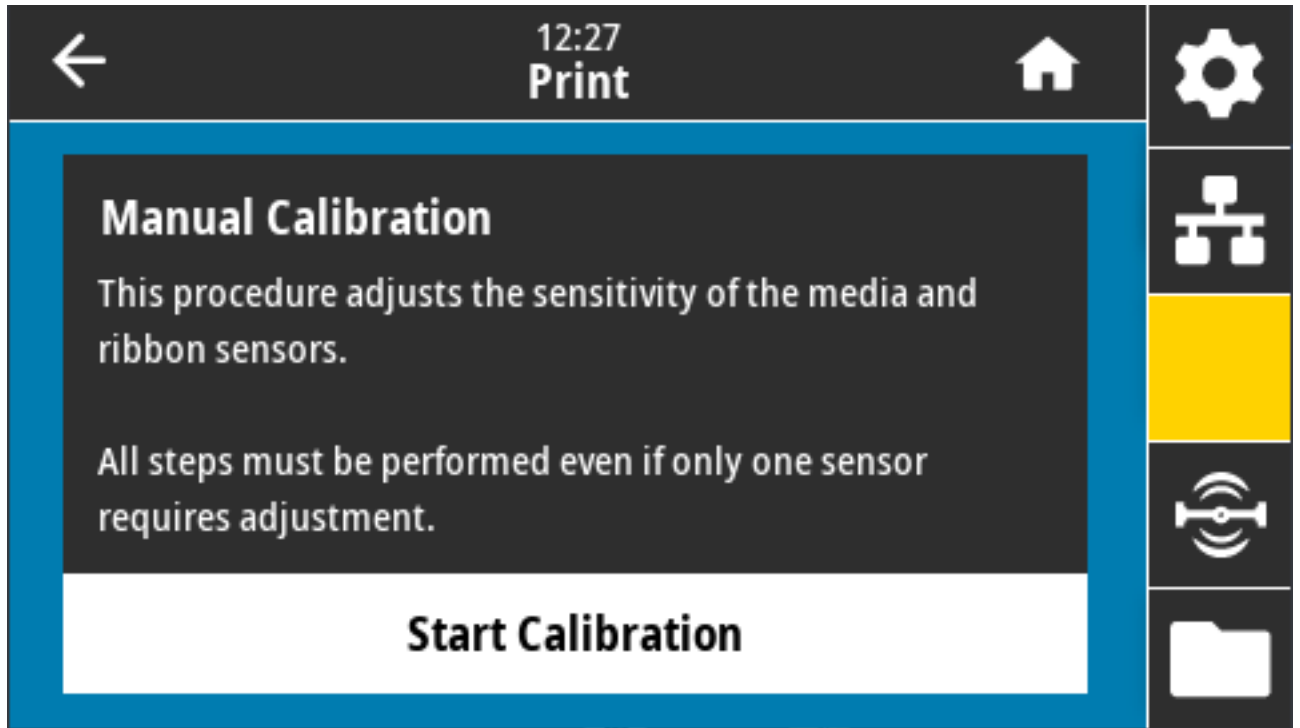 12:27
Print
Manual Calibration
This procedure adjusts the sensitivity of the media and
ribbon sensors.
All steps must be performed even if only one sensor
requires adjustment.
Start Calibration